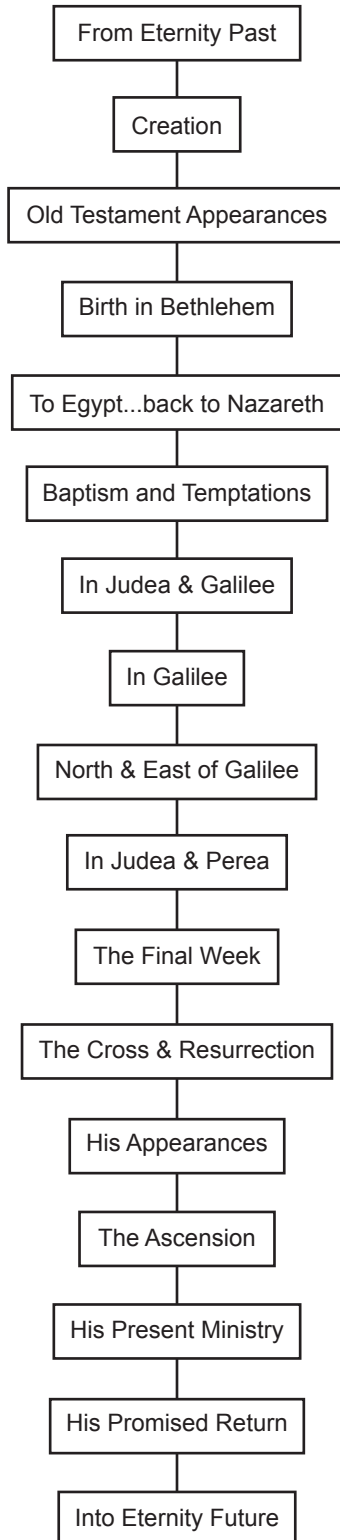 From Eternity Past
Creation
Old Testament Appearances
Birth in Bethlehem
To Egypt...back to Nazareth
Baptism and Temptations
In Judea & Galilee
In Galilee
North & East of Galilee
In Judea & Perea
The Final Week
The Cross & Resurrection
His Appearances
The Ascension
His Present Ministry
His Promised Return
Into Eternity Future